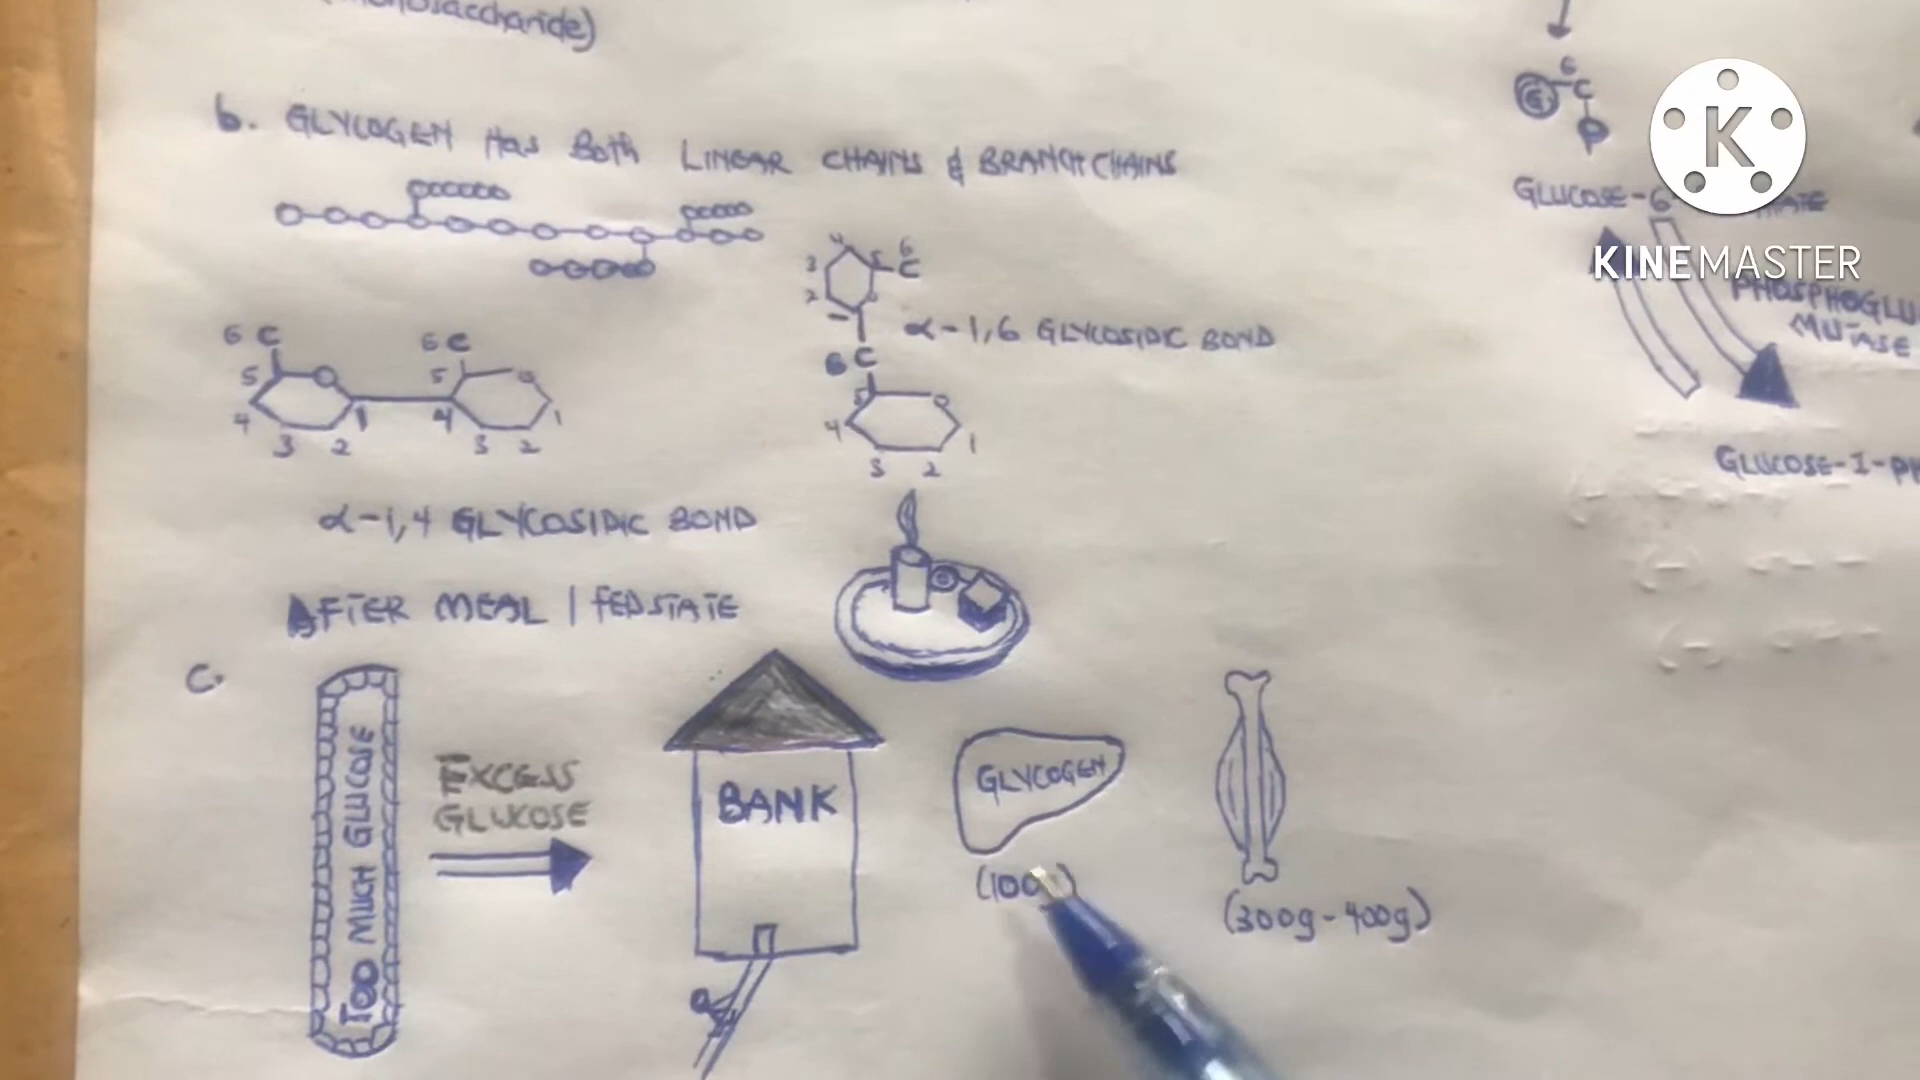 b. GLYCOGEN Has Both LINEAR CHAINS & BRANCH CHAINS
3
2
5
6
C
α-1,6 GLYCOSIDIC BOND
6 C
5
4
3
2
1
6 C
5
4
3
2
1
6 C
5
4
3
2
1
α-1,4 GLYCOSIDIC BOND
AFTER MEAL / FED STATE
G
C.
TOO MUCH GLUCOSE
EXCESS
GLUCOSE
BANK
GLYCOGEN
(300g-400g)
6
G C
P
GLUCOSE-6-
PHOSPHOGLU
MUTASE
GLUCOSE-1-PH
K
KINEMASTER